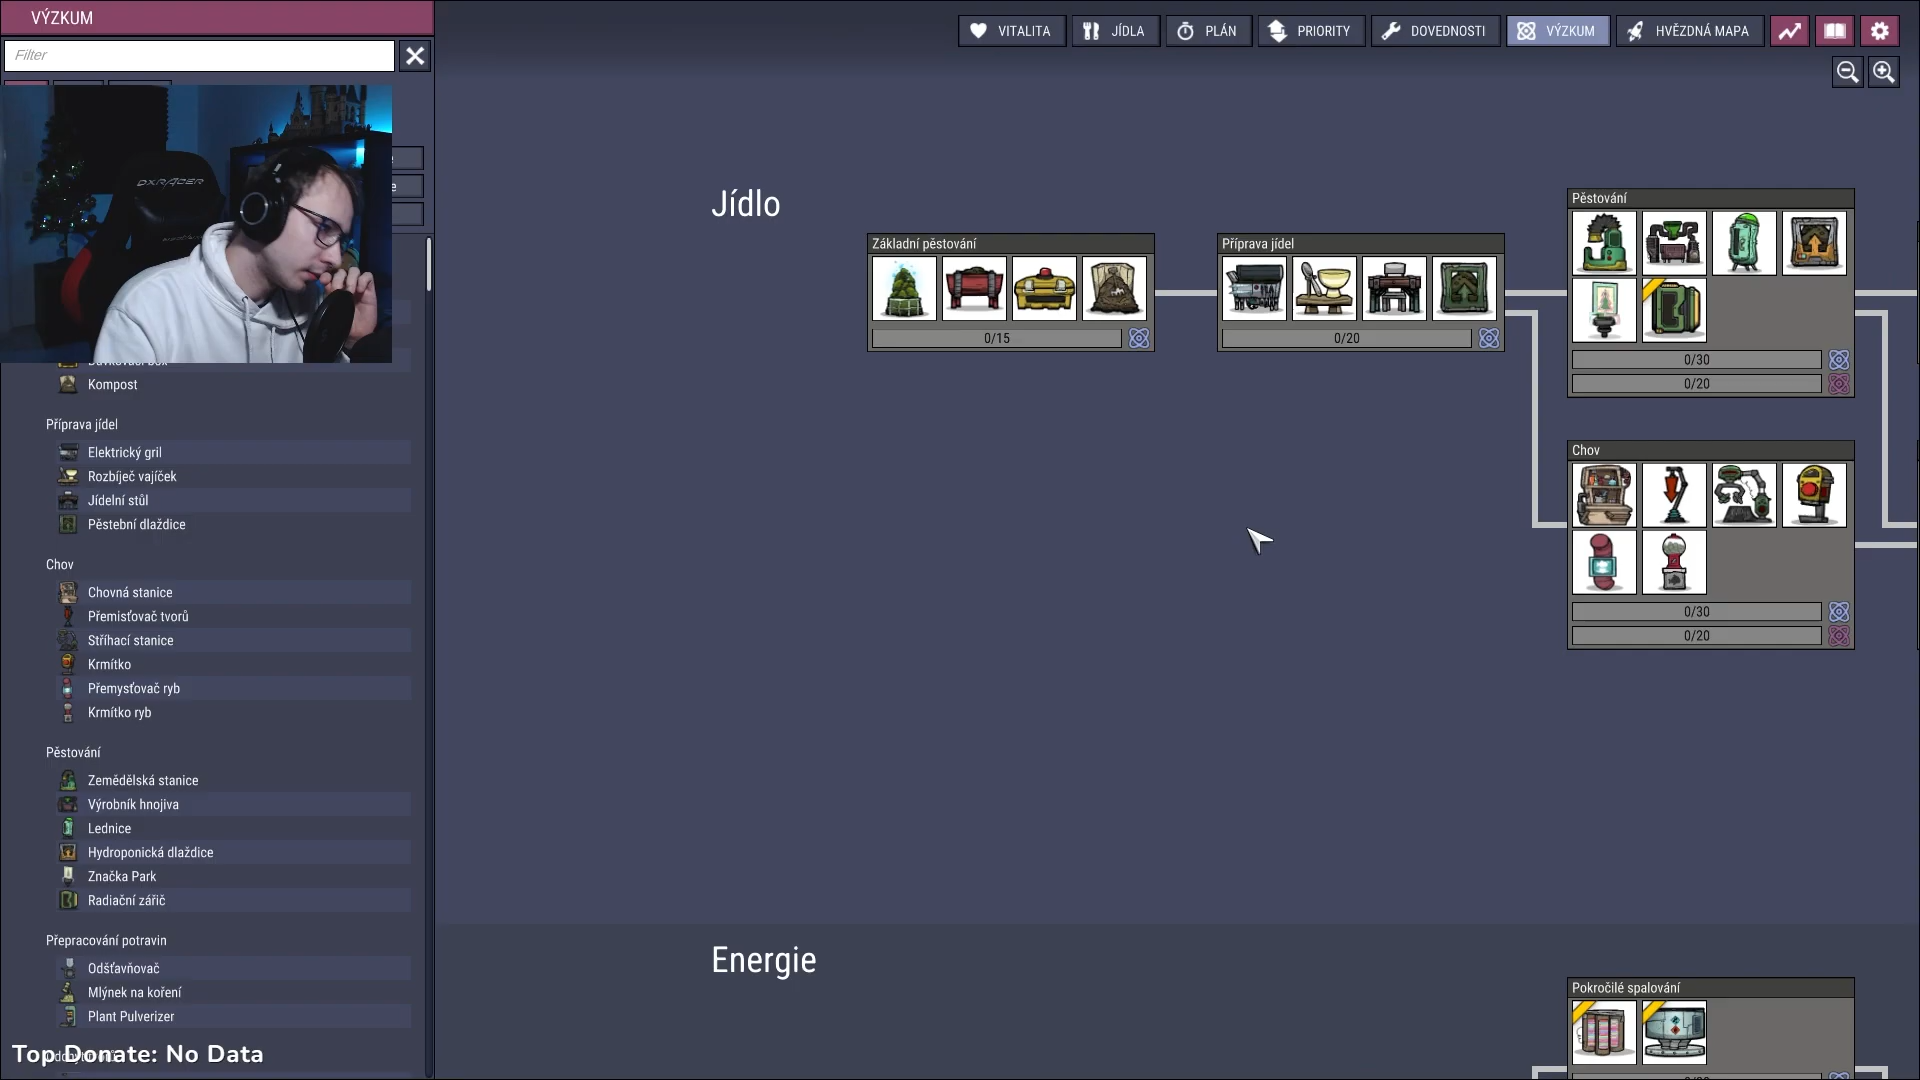 VÝZKUM
Filter
VITALITA
JÍDLA
PLÁN
PRIORITY
DOVEDNOSTI
VÝZKUM
HVĚZDNÁ MAPA
DXRACER
Jídlo
Základní pěstování
0/15
Příprava jídel
0/20
Pěstování
0/30
0/20
Chov
0/30
0/20
Energie
Pokročilé spalování
Kompost
Příprava jídel
Elektrický gril
Rozbíječ vajíček
Jídelní stůl
Pěstební dlaždice
Chov
Chovná stanice
Přemisťovač tvorů
Stříhací stanice
Krmítko
Přemysťovač ryb
Krmítko ryb
Pěstování
Zemědělská stanice
Výrobník hnojiva
Lednice
Hydroponická dlaždice
Značka Park
Radiační zářič
Přepracování potravin
Odšťavňovač
Mlýnek na koření
Plant Pulverizer
Top Donate: No Data